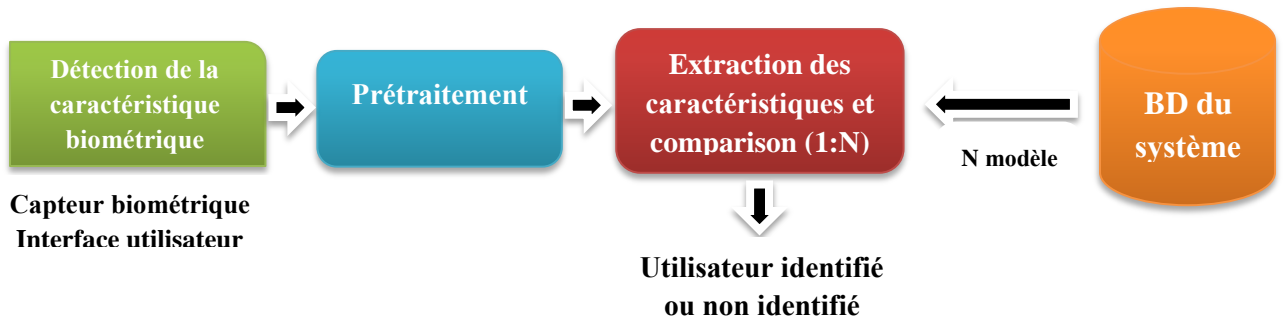 Détection de la
caractéristique
biométrique
Prétraitement
Extraction des
caractéristiques et
comparison (1:N)
BD du
système
N modèle
Capteur biométrique
Interface utilisateur
Utilisateur identifié
ou non identifié